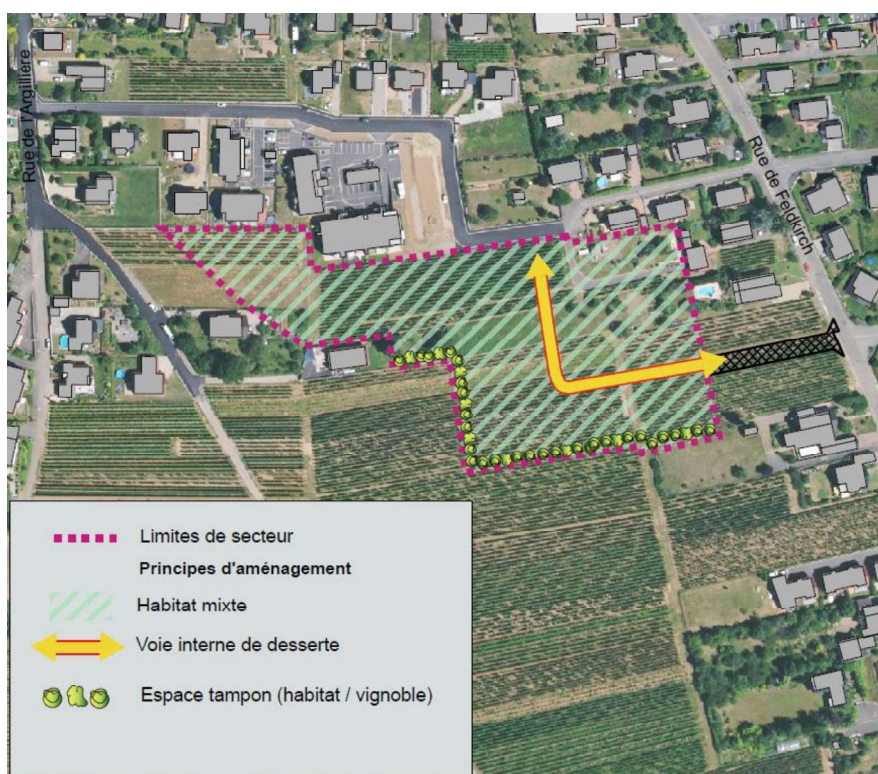 Rue de l'Argillière
Rue de Feldkirch
Limites de secteur
Principes d'aménagement
Habitat mixte
Voie interne de desserte
Espace tampon (habitat / vignoble)